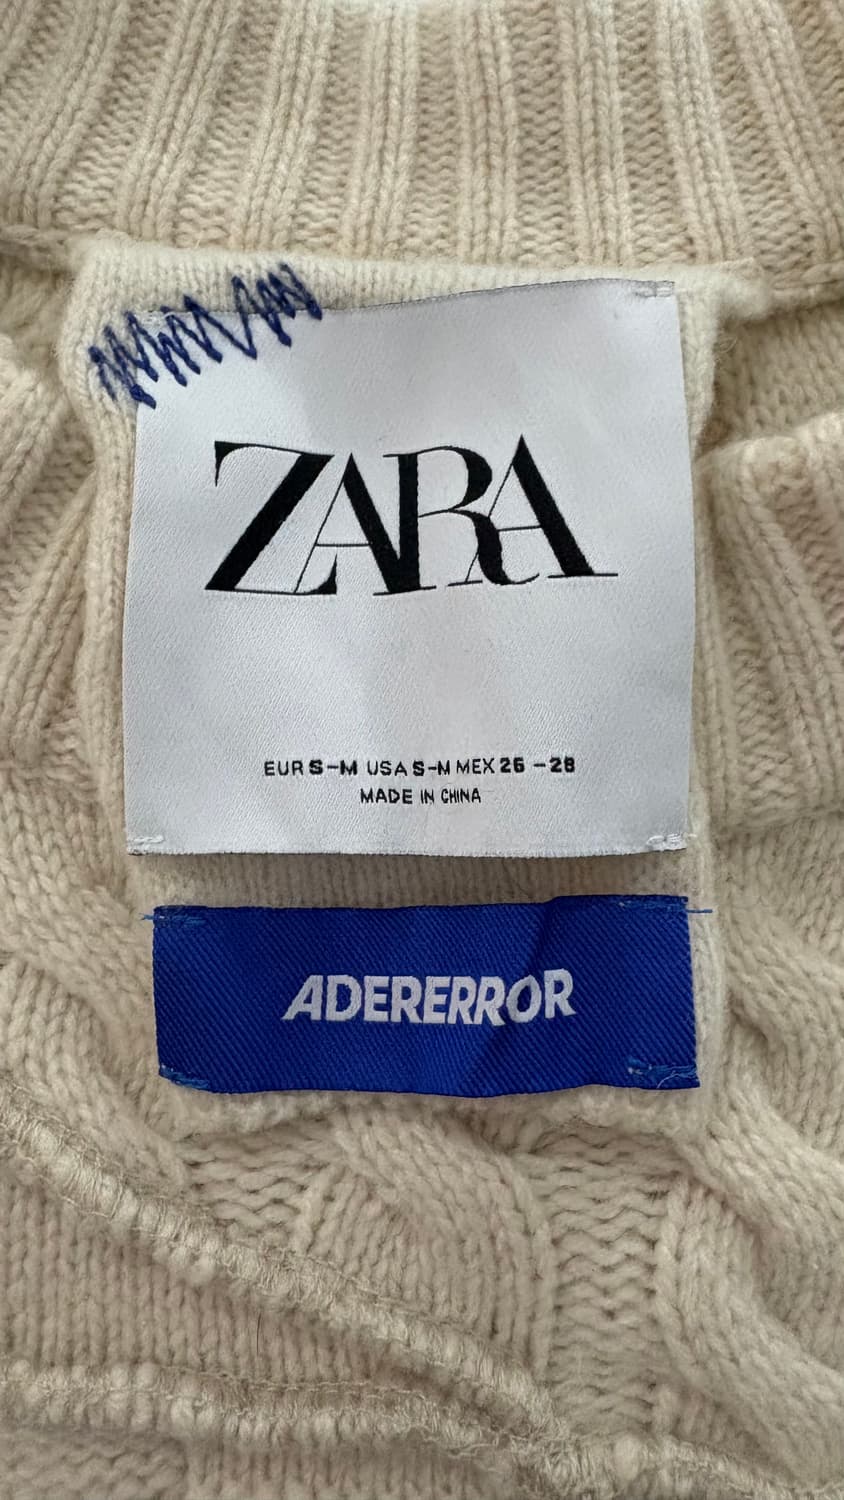 ZARA
EUR S-M USA S-M MEX 26 -28
MADE IN CHINA
ADERERROR